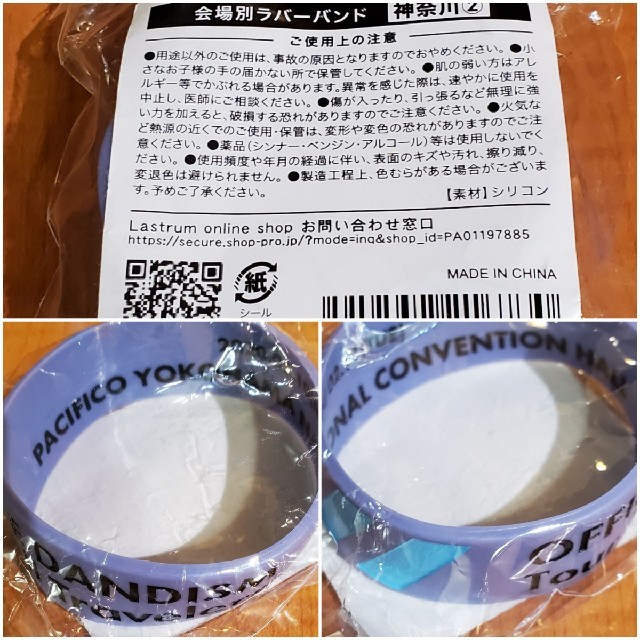 会場別ラバーバンド 神奈川②
ご使用上の注意
●用途以外のご使用は、事故の原因となりますのでおやめください。●小
さなお子様の手の届かない所で保管してください。●肌の弱い方はアレ
ルギー等でかぶれる場合があります。異常を感じた際は、速やかに使用を
中止し、医師にご相談ください。●傷が入ったり、引っ張るなど無理に強
い力を加えると、破損する恐れがありますのでご注意ください。●火気な
ど熱源の近くでのご使用・保管は、変形や変色の恐れがありますのでご注
意ください。●薬品(シンナー・ベンジン・アルコール)等は使用しないでく
ださい。●使用頻度や年月の経過に伴い、表面のキズや汚れ、擦り減り、
変退色は避けられません。●製造工程上、色むらがある場合がございま
す。予めご了承ください。
【素材】シリコン
Lastrum online shop お問い合わせ窓口
https://secure.shop-pro.jp/?mode=inq&shop_id=PA01197885
MADE IN CHINA
紙
シール
PACIFICO
DANDISM
CONVENTION